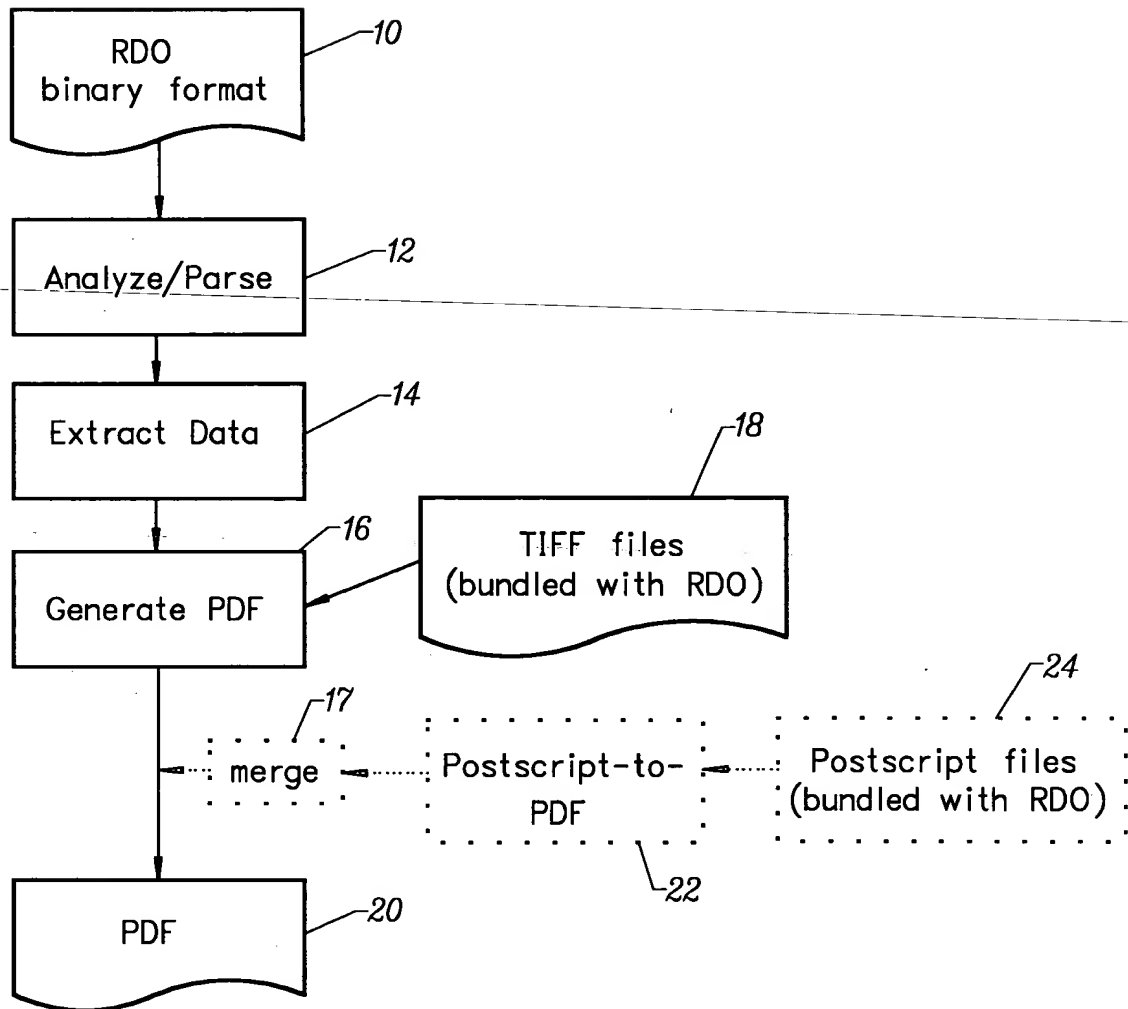 RDO
binary format
10
Analyze/Parse
12
Extract Data
14
Generate PDF
16
TIFF files
(bundled with RDO)
18
merge
17
Postscript-to-
PDF
22
Postscript files
(bundled with RDO)
24
PDF
20